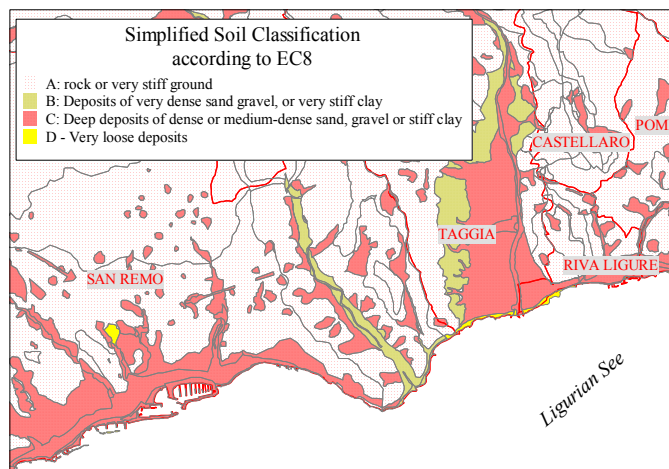 Simplified Soil Classification
according to EC8
A: rock or very stiff ground
B: Deposits of very dense sand gravel, or very stiff clay
C: Deep deposits of dense or medium-dense sand, gravel or stiff clay
D - Very loose deposits
POM
CASTELLARO
TAGGIA
RIVA LIGURE
SAN REMO
Ligurian See